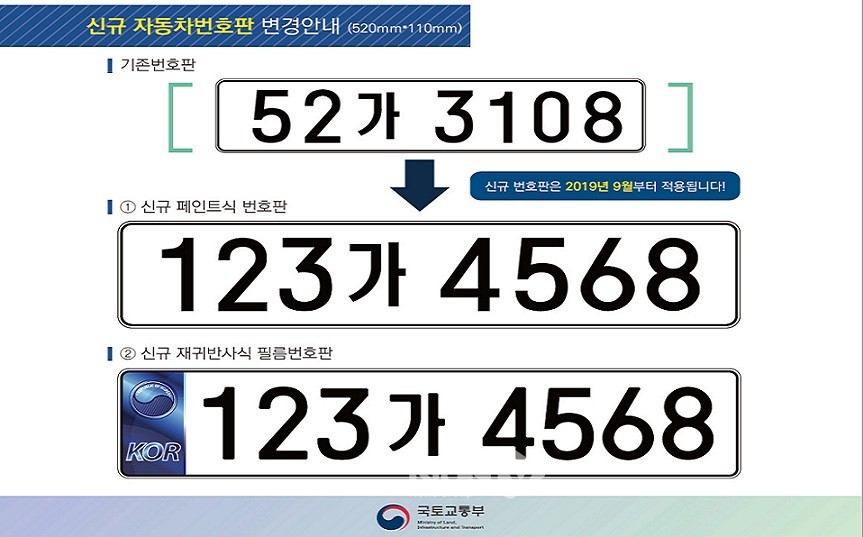 신규 자동차번호판 변경안내 (520mm*110mm)
기존번호판
52가 3108
신규 번호판은 2019년 9월부터 적용됩니다!
① 신규 페인트식 번호판
123가 4568
② 신규 재귀반사식 필름번호판
REPUBLIC OF KOREA
KOR
123가 4568
국토교통부
Ministry of Land,
Infrastructure and Transport